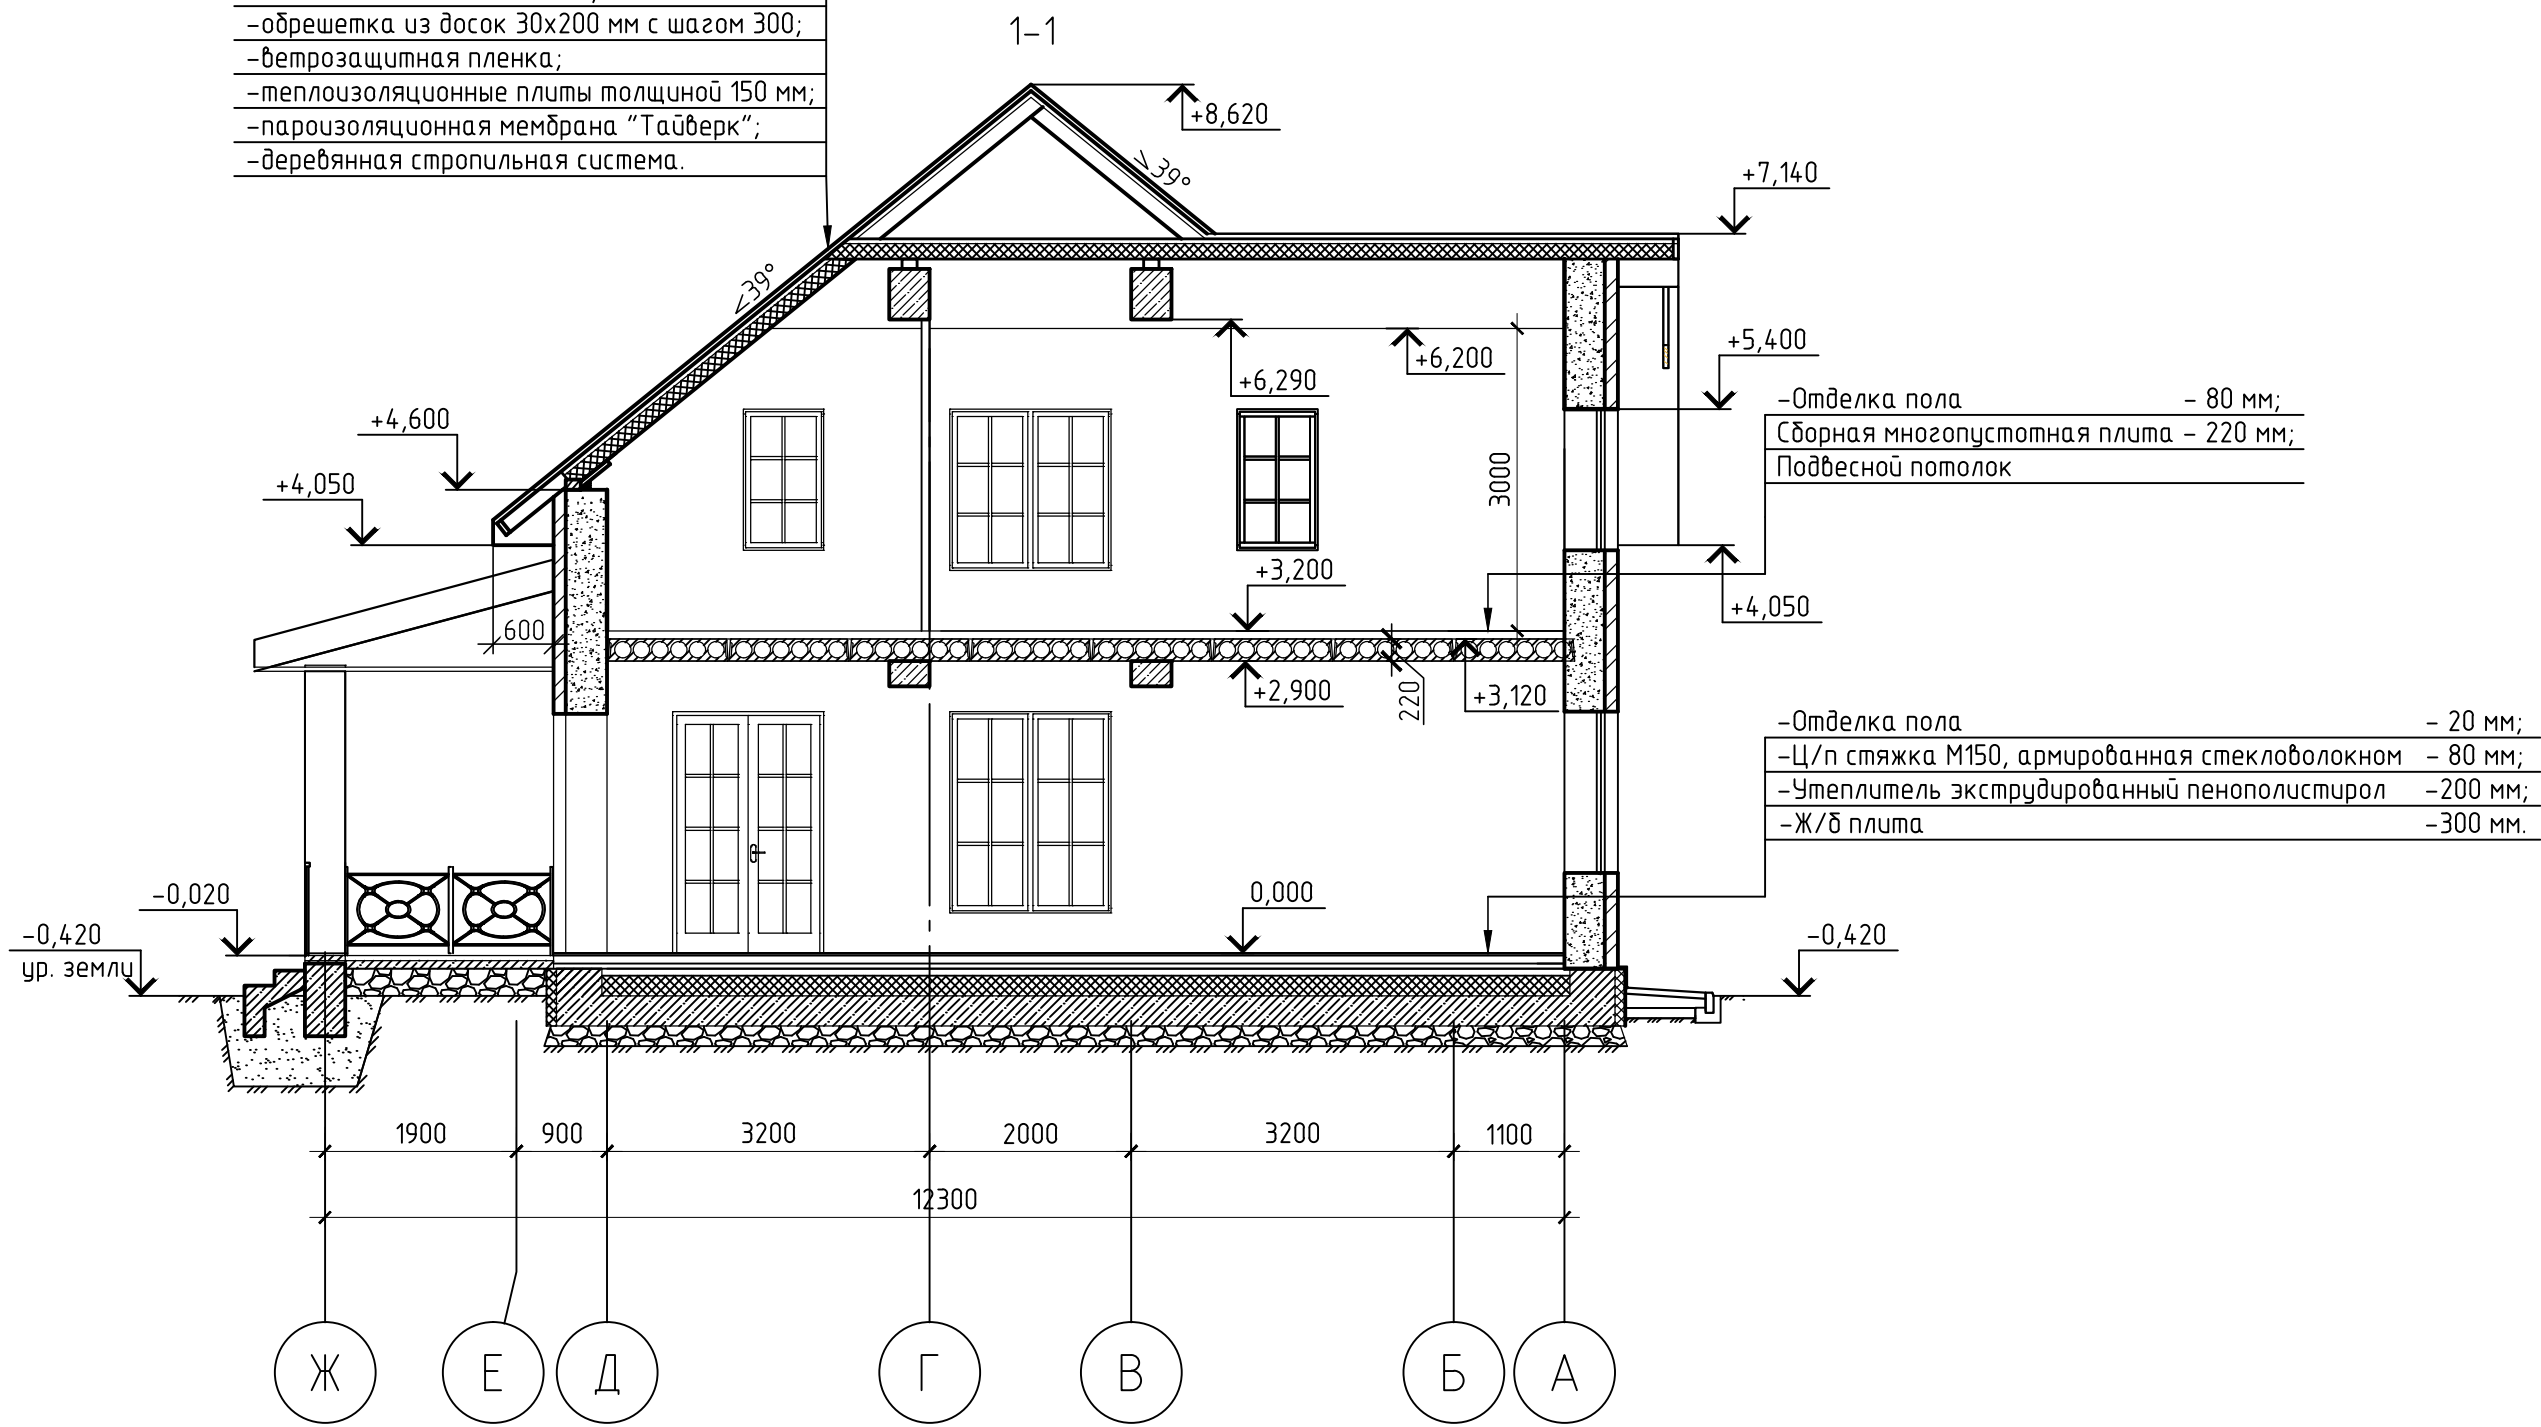 -обрешетка из досок 30х200 мм с шагом 300;
-ветрозащитная пленка;
-теплоизоляционные плиты толщиной 150 мм;
-пароизоляционная мембрана "Тайверк";
-деревянная стропильная система.
1-1
+8,620
<39°
+7,140
<39°
+5,400
+6,200
+6,290
+4,600
+4,050
3000
-Отделка пола - 80 мм;
Сборная многопустотная плита - 220 мм;
Подвесной потолок
+3,200
+4,050
600
+2,900
220
+3,120
-Отделка пола - 20 мм;
-Ц/п стяжка М150, армированная стекловолокном - 80 мм;
-Утеплитель экструдированный пенополистирол -200 мм;
-Ж/б плита -300 мм.
-0,020
0,000
-0,420
ур. земли
-0,420
1900 900 3200 2000 3200 1100
12300
Ж Е Д Г В Б А